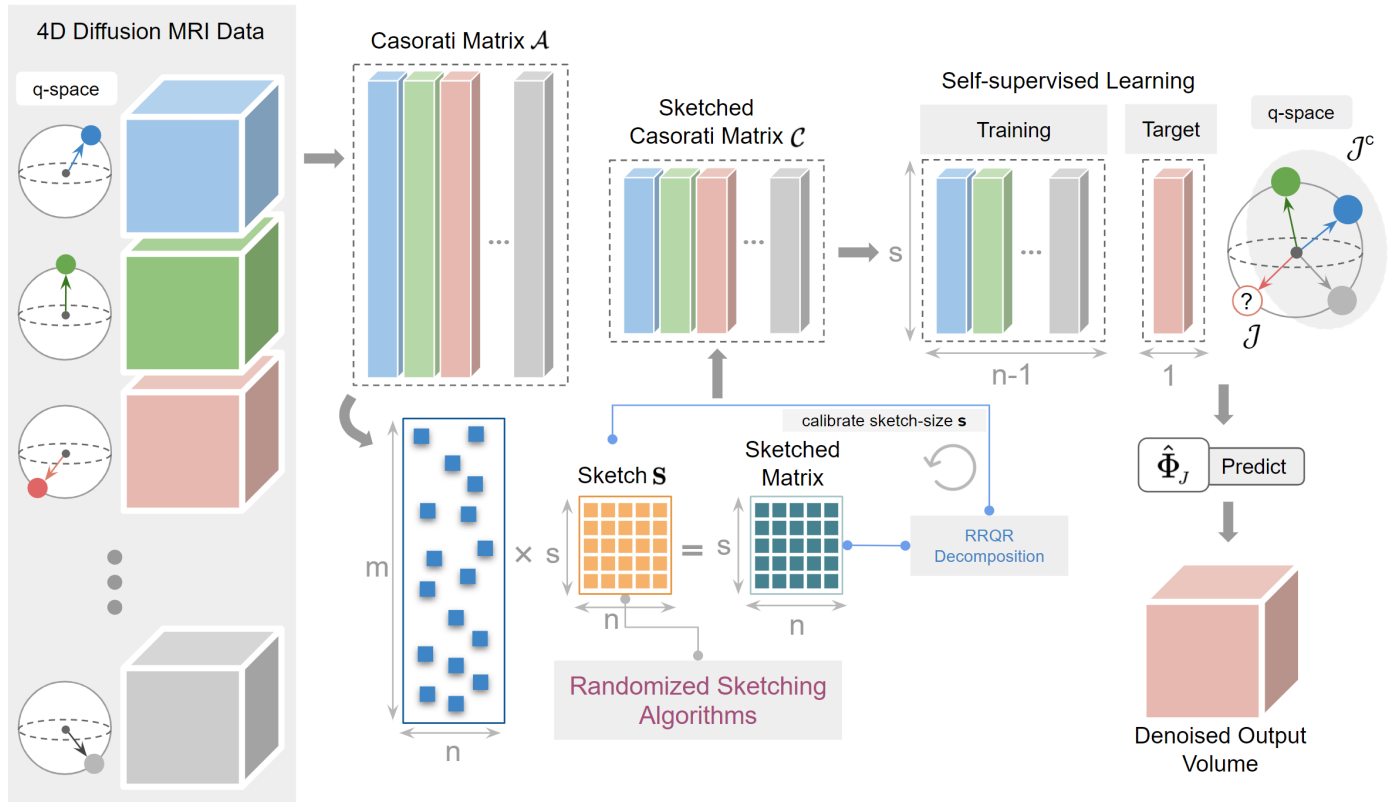 4D Diffusion MRI Data
q-space
Casorati Matrix 𝒜
...
Sketched
Casorati Matrix 𝒞
...
Self-supervised Learning
Training
Target
q-space
𝒥ᶜ
s
...
?
𝒥
n-1
1
calibrate sketch-size s
m
n
×
Sketch S
s
n
=
Sketched
Matrix
s
n
RRQR
Decomposition
Randomized Sketching
Algorithms
Φ̂_J
Predict
Denoised Output
Volume